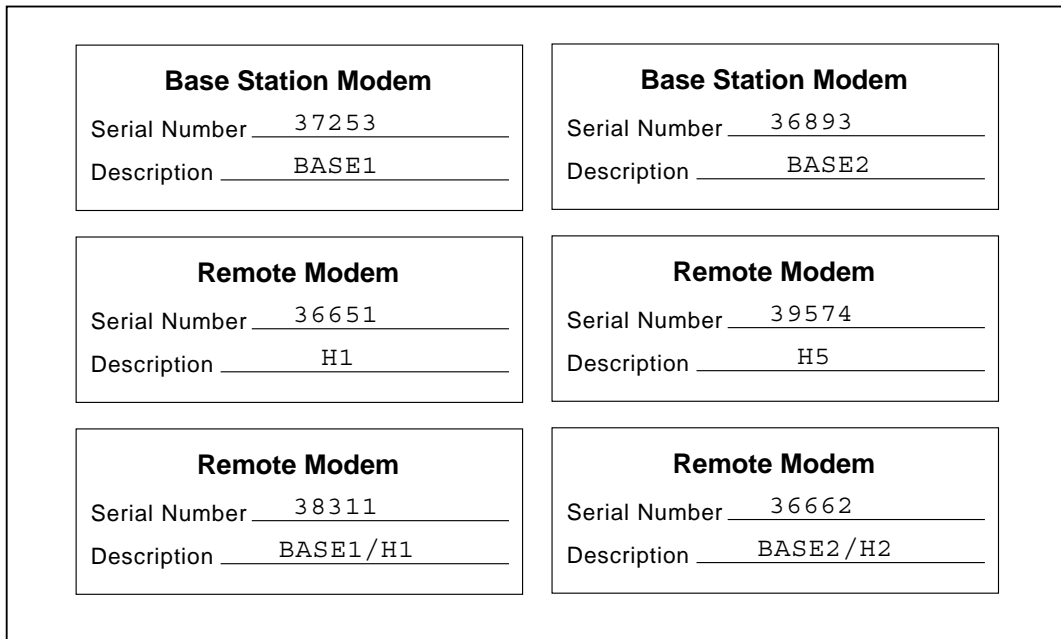 Base Station Modem
Serial Number 37253
Description BASE1
Base Station Modem
Serial Number 36893
Description BASE2
Remote Modem
Serial Number 36651
Description H1
Remote Modem
Serial Number 39574
Description H5
Remote Modem
Serial Number 38311
Description BASE1/H1
Remote Modem
Serial Number 36662
Description BASE2/H2